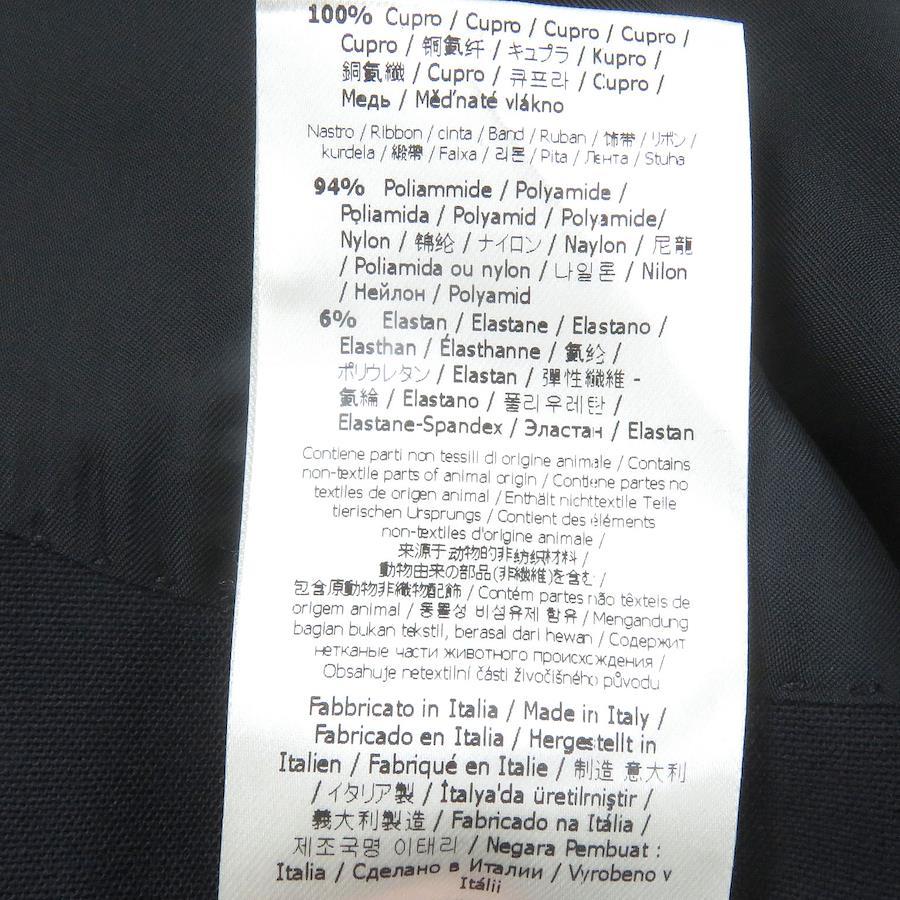 100% Cupro / Cupro / Cupro / Cupro /
Cupro / 铜氨纤 / キュプラ / Kupro /
銅氨纖 / Cupro / 큐프라 / Cupro /
Медь / Měďnaté vlákno
Nastro / Ribbon / cinta / Band / Ruban / 饰带 / リボン /
kurdela / 緞帶 / Faixa / 리본 / Pita / Лента / Stuha
94% Poliammide / Polyamide /
Poliamida / Polyamid / Polyamide/
Nylon / 锦纶 / ナイロン / Naylon / 尼龍
/ Poliamida ou nylon / 나일론 / Nilon
/ Нейлон / Polyamid
6% Elastan / Elastane / Elastano /
Elasthan / Élasthanne / 氨纶 /
ポリウレタン / Elastan / 彈性纖維 -
氨綸 / Elastano / 폴리우레탄 /
Elastane-Spandex / Эластан / Elastan
Contiene parti non tessili di origine animale / Contains
non-textile parts of animal origin / Contiene partes no
textiles de origen animal / Enthält nichttextile Teile
tierischen Ursprungs / Contient des éléments
non-textiles d'origine animale /
来源于动物的非纺织材料 /
動物由来の部品(非繊維)を含む /
包含原動物非織物配飾 / Contém partes não têxteis de
origem animal / 동물성 비섬유제 함유 / Mengandung
bagian bukan tekstil, berasal dari hewan / Содержит
нетканые части животного происхождения /
Obsahuje netextilní části živočišného původu
Fabbricato in Italia / Made in Italy /
Fabricado en Italia / Hergestellt in
Italien / Fabriqué en Italie / 制造 意大利
/ イタリア製 / İtalya'da üretilmiştir /
義大利製造 / Fabricado na Itália /
제조국명 이태리 / Negara Pembuat :
Italia / Сделано в Италии / Vyrobeno v
Itálii